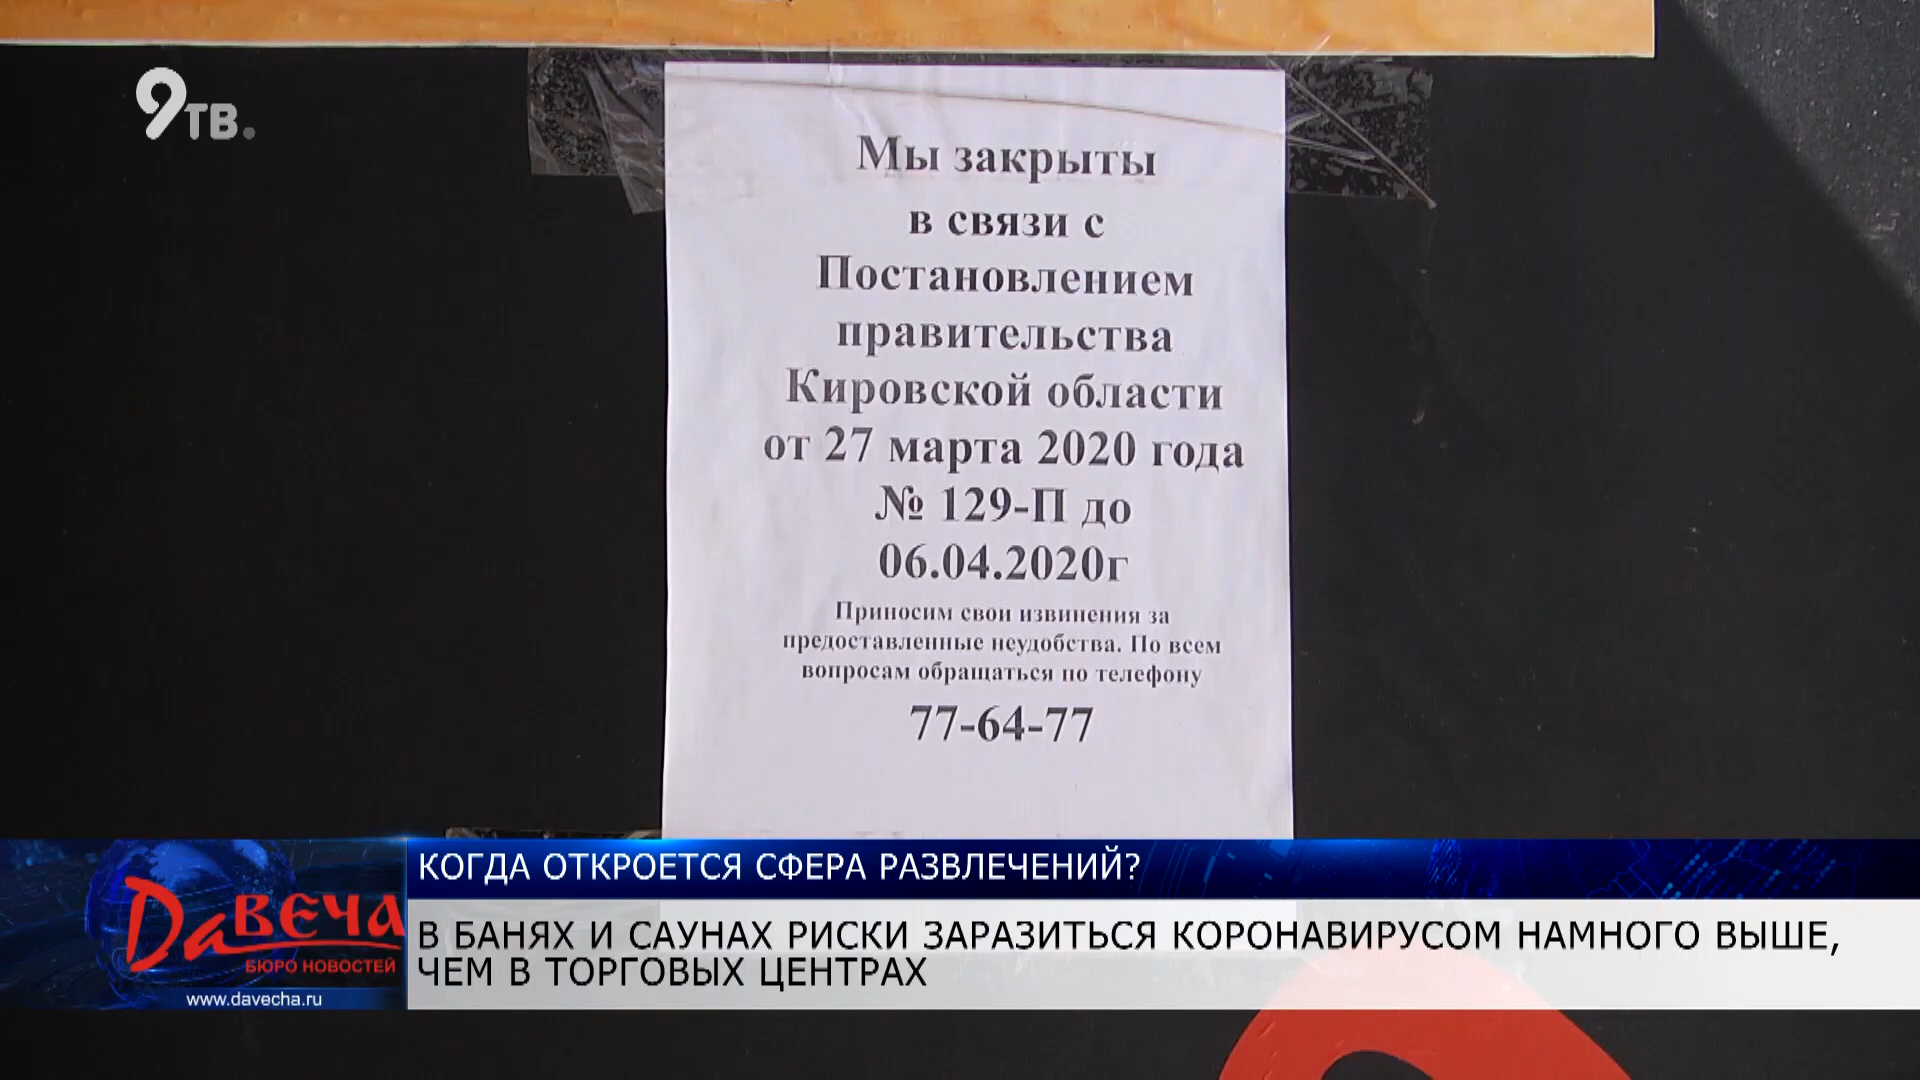 9ТВ.
Мы закрыты
в связи с
Постановлением
правительства
Кировской области
от 27 марта 2020 года
№ 129-П до
06.04.2020г
Приносим свои извинения за
предоставленные неудобства. По всем
вопросам обращаться по телефону
77-64-77
КОГДА ОТКРОЕТСЯ СФЕРА РАЗВЛЕЧЕНИЙ?
В БАНЯХ И САУНАХ РИСКИ ЗАРАЗИТЬСЯ КОРОНАВИРУСОМ НАМНОГО ВЫШЕ,
ЧЕМ В ТОРГОВЫХ ЦЕНТРАХ
ДаВЕЧА
БЮРО НОВОСТЕЙ
www.davecha.ru